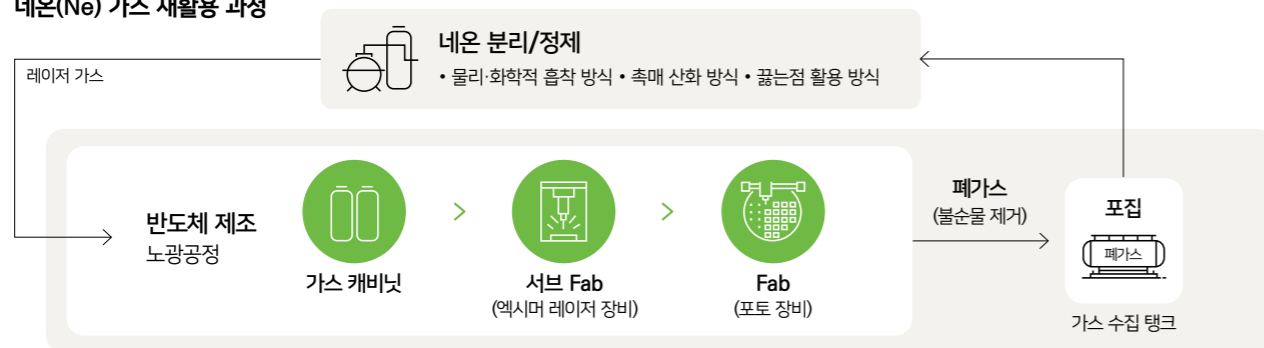 네온(Ne) 가스 재활용 과정
네온 분리/정제
• 물리·화학적 흡착 방식 • 촉매 산화 방식 • 끓는점 활용 방식
레이저 가스
반도체 제조
노광공정
가스 캐비닛
서브 Fab
(엑시머 레이저 장비)
Fab
(포토 장비)
폐가스
(불순물 제거)
포집
폐가스
가스 수집 탱크